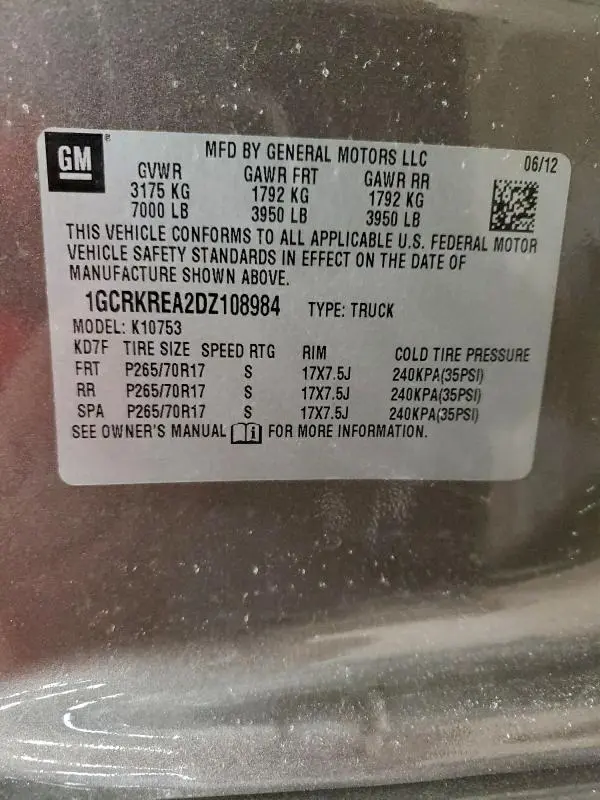 GM
®
MFD BY GENERAL MOTORS LLC 06/12
GVWR GAWR FRT GAWR RR
3175 KG 1792 KG 1792 KG
7000 LB 3950 LB 3950 LB
THIS VEHICLE CONFORMS TO ALL APPLICABLE U.S. FEDERAL MOTOR
VEHICLE SAFETY STANDARDS IN EFFECT ON THE DATE OF
MANUFACTURE SHOWN ABOVE.
1GCRKREA2DZ108984 TYPE: TRUCK
MODEL: K10753
KD7F TIRE SIZE SPEED RTG RIM COLD TIRE PRESSURE
FRT P265/70R17 S 17X7.5J 240KPA(35PSI)
RR P265/70R17 S 17X7.5J 240KPA(35PSI)
SPA P265/70R17 S 17X7.5J 240KPA(35PSI)
SEE OWNER'S MANUAL FOR MORE INFORMATION.